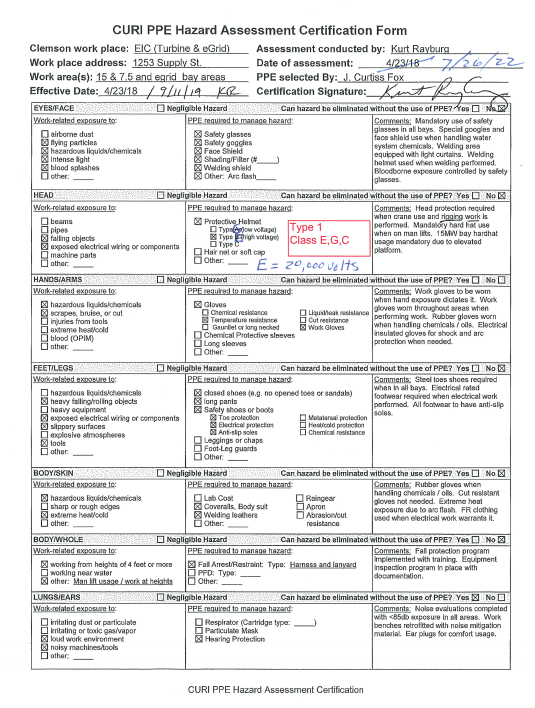 CURI PPE Hazard Assessment Certification Form
Clemson work place: EIC (Turbine & eGrid) Assessment conducted by: Kurt Rayburg
Work place address: 1253 Supply St. Date of assessment: 4/23/18 7/26/22
Work area(s): 15 & 7.5 and egrid bay areas PPE selected By: J. Curtiss Fox
Effective Date: 4/23/18 / 9/11/19 KR Certification Signature:
EYES/FACE ☐ Negligible Hazard Can hazard be eliminated without the use of PPE? Yes ☐ No ☒
Work-related exposure to:
☐ airborne dust
☒ flying particles
☒ hazardous liquids/chemicals
☒ intense light
☒ blood splashes
☐ other:
PPE required to manage hazard:
☒ Safety glasses
☒ Safety goggles
☒ Face Shield
☒ Shading/Filter (#_____)
☒ Welding shield
☒ Other: Arc flash
Comments: Mandatory use of safety
glasses in all bays. Special goggles and
face shield use when handling water
system chemicals. Welding area
equipped with light curtains. Welding
helmet used when welding performed.
Bloodborne exposure controlled by safety
glasses.
HEAD ☐ Negligible Hazard Can hazard be eliminated without the use of PPE? Yes ☐ No ☒
Work-related exposure to:
☐ beams
☐ pipes
☒ falling objects
☒ exposed electrical wiring or components
☐ machine parts
☐ other:
PPE required to manage hazard:
☒ Protective Helmet
☐ Type (low voltage)
☒ Type E (high voltage)
☐ Type C
☐ Hair net or soft cap
☐ Other:
E = 20,000 volts
Type 1
Class E,G,C
Comments: Head protection required
when crane use and rigging work is
performed. Mandatory hard hat use
when on man lifts. 15MW bay hardhat
usage mandatory due to elevated
platform.
HANDS/ARMS ☐ Negligible Hazard Can hazard be eliminated without the use of PPE? Yes ☐ No ☒
Work-related exposure to:
☒ hazardous liquids/chemicals
☒ scrapes, bruise, or cut
☐ injuries from tools
☐ extreme heat/cold
☐ blood (OPIM)
☐ other:
PPE required to manage hazard:
☒ Gloves
☐ Chemical resistance ☐ Liquid/leak resistance
☒ Temperature resistance ☐ Cut resistance
☐ Gauntlet or long necked ☒ Work Gloves
☐ Chemical Protective sleeves
☐ Long sleeves
☐ Other:
Comments: Work gloves to be worn
when hand exposure dictates it. Work
gloves worn throughout areas when
performing work. Rubber gloves worn
when handling chemicals / oils. Electrical
insulated gloves for shock and arc
protection when needed.
FEET/LEGS ☐ Negligible Hazard Can hazard be eliminated without the use of PPE? Yes ☐ No ☒
Work-related exposure to:
☐ hazardous liquids/chemicals
☒ heavy falling/rolling objects
☐ heavy equipment
☒ exposed electrical wiring or components
☒ slippery surfaces
☐ explosive atmospheres
☒ tools
☐ other:
PPE required to manage hazard:
☒ closed shoes (e.g. no opened toes or sandals)
☒ long pants
☒ Safety shoes or boots
☒ Toe protection ☐ Metatarsal protection
☒ Electrical protection ☐ Heat/cold protection
☒ Anti-slip soles ☐ Chemical resistance
☐ Leggings or chaps
☐ Foot-Leg guards
☐ Other:
Comments: Steel toe shoes required
when in all bays. Electrical rated
footwear required when electrical work
performed. All footwear to have anti-slip
soles.
BODY/SKIN ☐ Negligible Hazard Can hazard be eliminated without the use of PPE? Yes ☐ No ☒
Work-related exposure to:
☒ hazardous liquids/chemicals
☐ sharp or rough edges
☒ extreme heat/cold
☐ other:
PPE required to manage hazard:
☐ Lab Coat ☐ Raingear
☒ Coveralls, Body suit ☐ Apron
☒ Welding leathers ☐ Abrasion/cut
resistance
Comments: Rubber gloves when
handling chemicals / oils. Cut resistant
gloves not needed. Extreme heat
exposure due to arc flash. FR clothing
used when electrical work warrants it.
BODY/WHOLE ☐ Negligible Hazard Can hazard be eliminated without the use of PPE? Yes ☐ No ☒
Work-related exposure to:
☒ working from heights of 4 feet or more
☐ working near water
☒ other: Man lift usage / work at heights
PPE required to manage hazard:
☒ Fall Arrest/Restraint: Type: Harness and lanyard
☐ PFD: Type:
☐ Other:
Comments: Fall protection program
implemented with training. Equipment
inspection program in place with
documentation.
LUNGS/EARS ☐ Negligible Hazard Can hazard be eliminated without the use of PPE? Yes ☒ No ☐
Work-related exposure to:
☐ irritating dust or particulate
☐ irritating or toxic gas/vapor
☒ loud work environment
☒ noisy machines/tools
☐ other:
PPE required to manage hazard:
☐ Respirator (Cartridge type: _____)
☐ Particulate Mask
☒ Hearing Protection
Comments: Noise evaluations completed
with <85db exposure in all areas. Work
benches retrofitted with noise mitigation
material. Ear plugs for comfort usage.
CURI PPE Hazard Assessment Certification